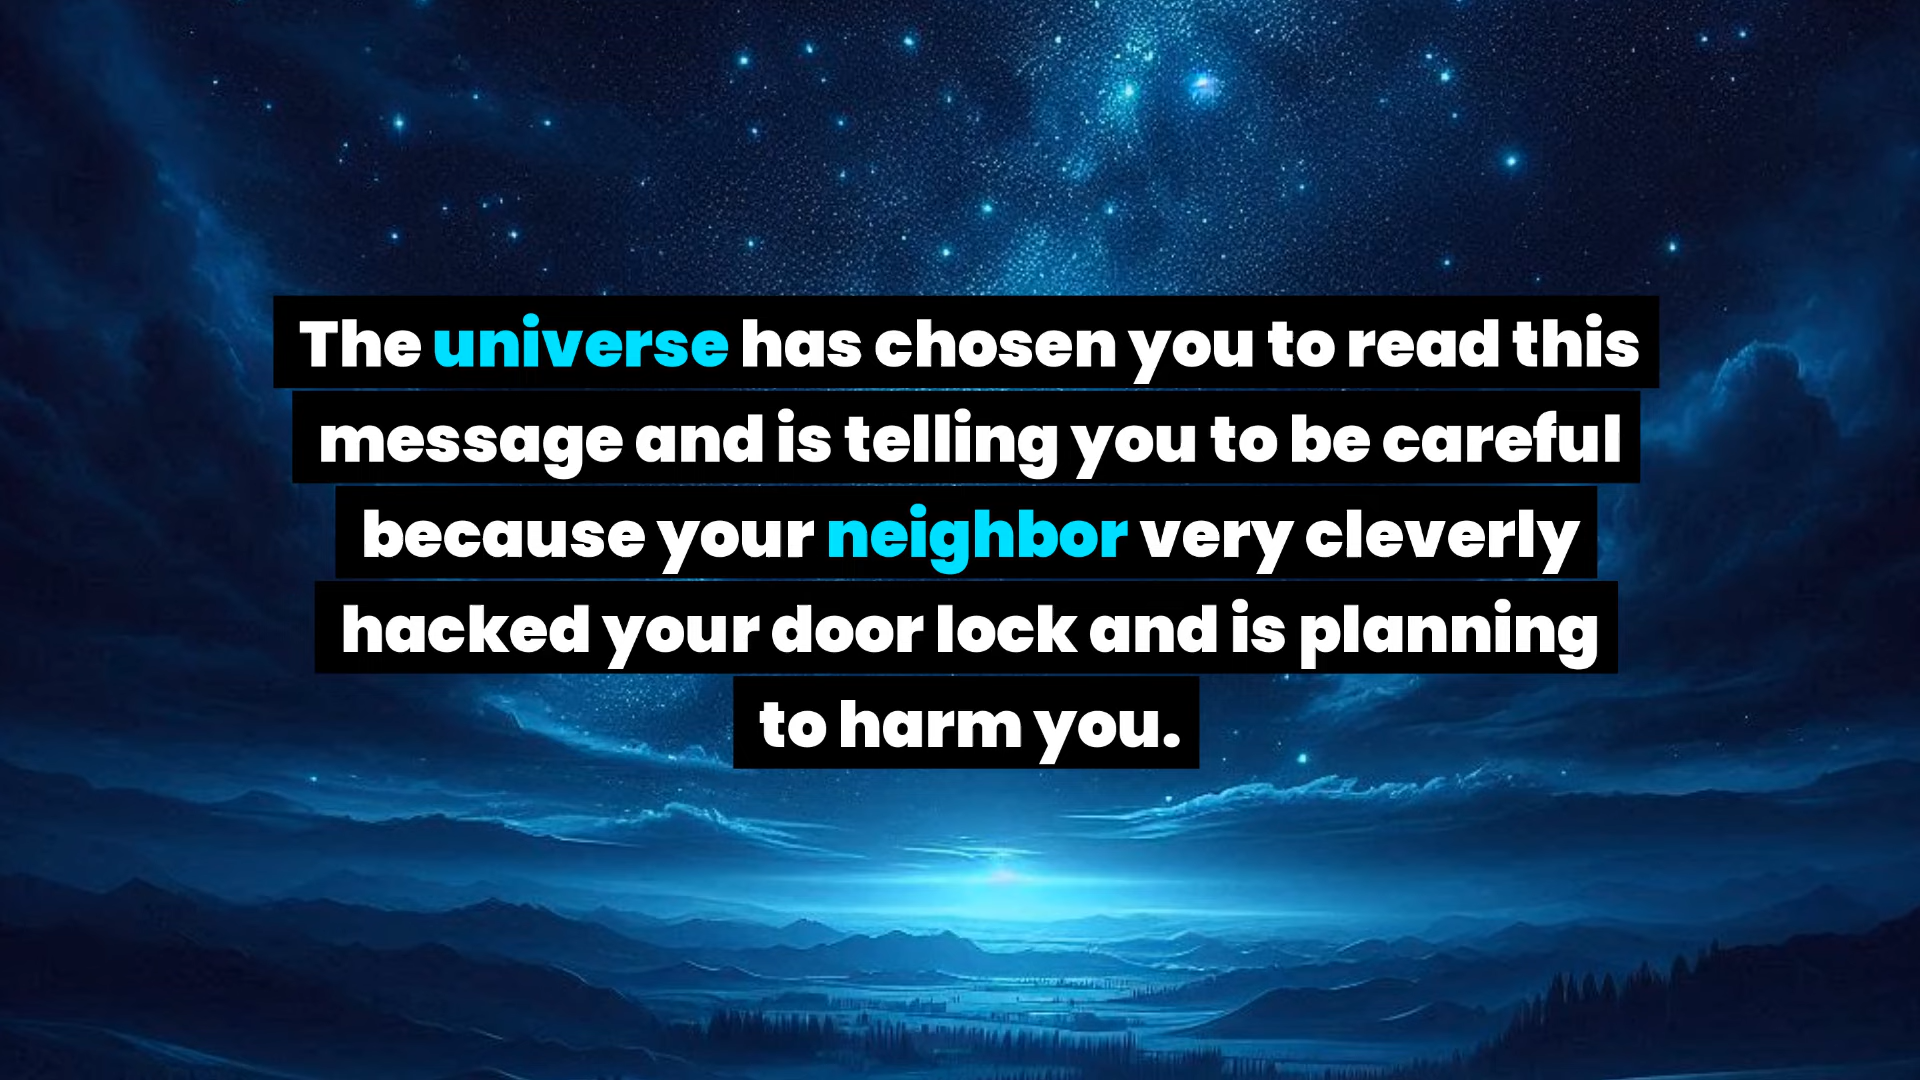 The universe has chosen you to read this
message and is telling you to be careful
because your neighbor very cleverly
hacked your door lock and is planning
to harm you.